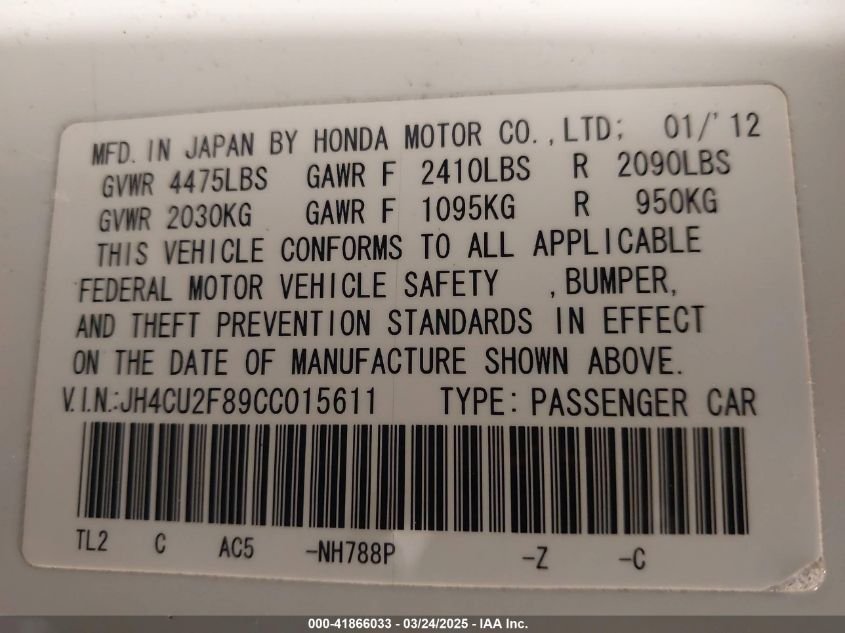 MFD. IN JAPAN BY HONDA MOTOR CO., LTD; 01/'12
GVWR 4475LBS GAWR F 2410LBS R 2090LBS
GVWR 2030KG GAWR F 1095KG R 950KG
THIS VEHICLE CONFORMS TO ALL APPLICABLE
FEDERAL MOTOR VEHICLE SAFETY , BUMPER,
AND THEFT PREVENTION STANDARDS IN EFFECT
ON THE DATE OF MANUFACTURE SHOWN ABOVE.
V.I.N.:JH4CU2F89CC015611 TYPE: PASSENGER CAR
TL2 C AC5 -NH788P -Z -C
000-41866033 - 03/24/2025 - IAA Inc.